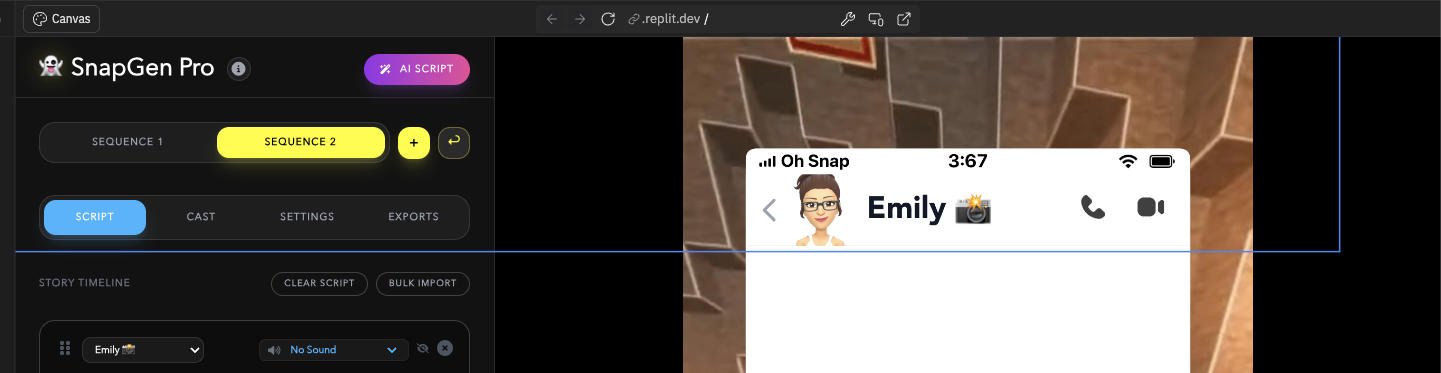 Canvas
.replit.dev /
👻 SnapGen Pro
AI SCRIPT
SEQUENCE 1
SEQUENCE 2
+
SCRIPT
CAST
SETTINGS
EXPORTS
STORY TIMELINE
CLEAR SCRIPT
BULK IMPORT
Emily 📸
No Sound
Oh Snap
3:67
Emily 📸